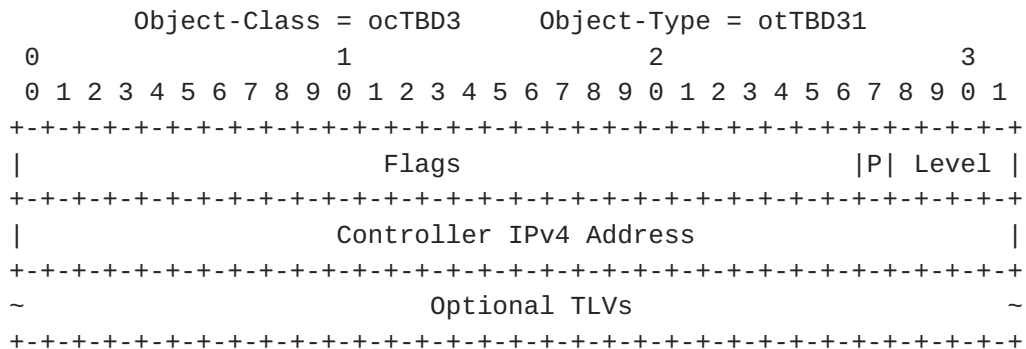 Object-Class = ocTBD3     Object-Type = otTBD31
 0                   1                   2                   3
 0 1 2 3 4 5 6 7 8 9 0 1 2 3 4 5 6 7 8 9 0 1 2 3 4 5 6 7 8 9 0 1
+-+-+-+-+-+-+-+-+-+-+-+-+-+-+-+-+-+-+-+-+-+-+-+-+-+-+-+-+-+-+-+-+
|                       Flags                         |P| Level |
+-+-+-+-+-+-+-+-+-+-+-+-+-+-+-+-+-+-+-+-+-+-+-+-+-+-+-+-+-+-+-+-+
|                    Controller IPv4 Address                    |
+-+-+-+-+-+-+-+-+-+-+-+-+-+-+-+-+-+-+-+-+-+-+-+-+-+-+-+-+-+-+-+-+
~                          Optional TLVs                        ~
+-+-+-+-+-+-+-+-+-+-+-+-+-+-+-+-+-+-+-+-+-+-+-+-+-+-+-+-+-+-+-+-+